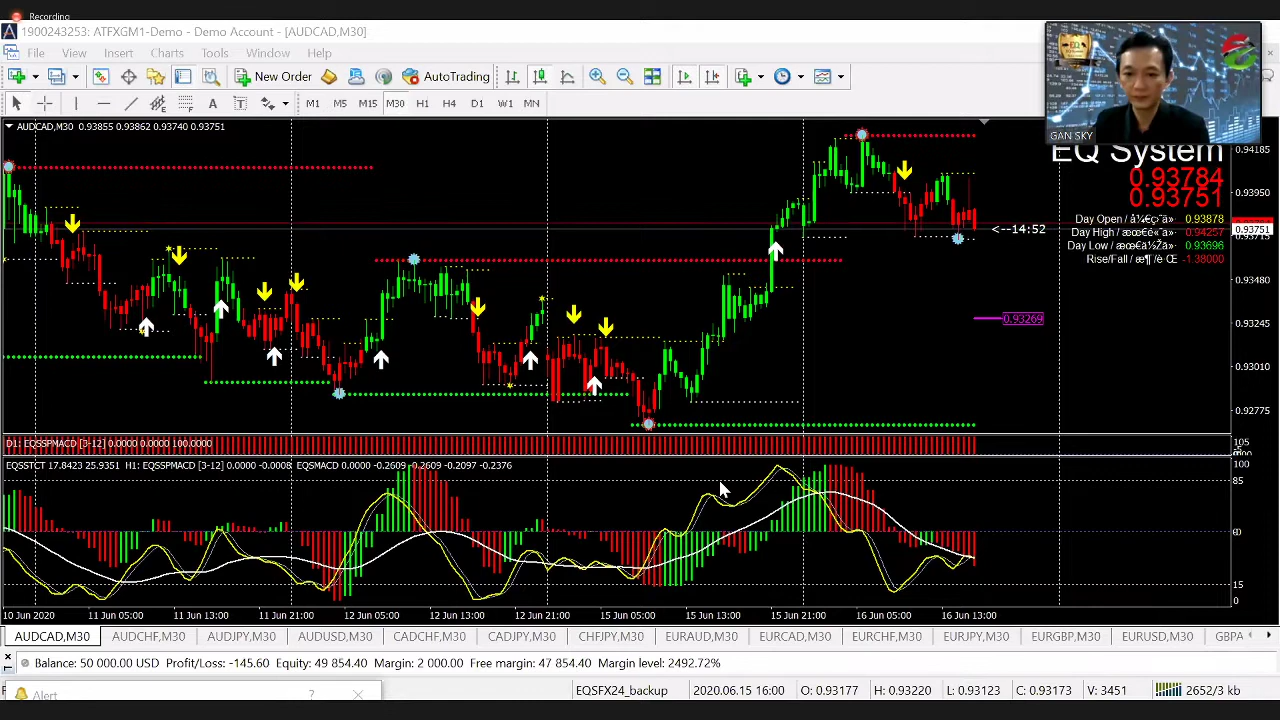 Recording
1900243253: ATFXGM1-Demo - Demo Account - [AUDCAD,M30]
File View Insert Charts Tools Window Help
New Order AutoTrading
M1 M5 M15 M30 H1 H4 D1 W1 MN
GAN SKY
AUDCAD,M30 0.93855 0.93862 0.93740 0.93751
EQ System
0.93784
0.93751
Day Open / å¼€ç›˜ä» 0.93878
Day High / æœ€é«˜ä» 0.94257
Day Low / æœ€ä½Žä» 0.93696
Rise/Fall / æ¶¨/è·Œ -1.38000
<--14:52
0.93269
0.94185
0.93950
0.93751
0.93715
0.93480
0.93245
0.93010
0.92775
D1: EQSSPMACD [3-12] 0.0000 0.0000 100.0000
105
EQSSTCT 17.8423 25.9351 H1: EQSSPMACD [3-12] 0.0000 -0.0008 EQSMACD 0.0000 -0.2609 -0.2609 -0.2097 -0.2376
100
85
15
0
10 Jun 2020 11 Jun 05:00 11 Jun 13:00 11 Jun 21:00 12 Jun 05:00 12 Jun 13:00 12 Jun 21:00 15 Jun 05:00 15 Jun 13:00 15 Jun 21:00 16 Jun 05:00 16 Jun 13:00
AUDCAD,M30 AUDCHF,M30 AUDJPY,M30 AUDUSD,M30 CADCHF,M30 CADJPY,M30 CHFJPY,M30 EURAUD,M30 EURCAD,M30 EURCHF,M30 EURJPY,M30 EURGBP,M30 EURUSD,M30 GBPA
Balance: 50 000.00 USD Profit/Loss: -145.60 Equity: 49 854.40 Margin: 2 000.00 Free margin: 47 854.40 Margin level: 2492.72%
Alert ?
EQSFX24_backup 2020.06.15 16:00 O: 0.93177 H: 0.93220 L: 0.93123 C: 0.93173 V: 3451 2652/3 kb